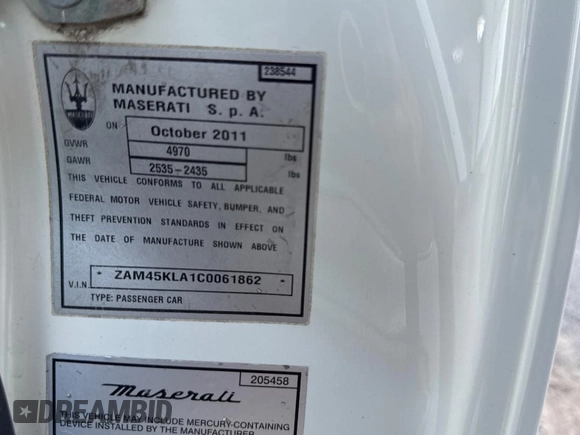 238544
MANUFACTURED BY
MASERATI S. p. A.
MASERATI
ON October 2011
GVWR 4970 lbs
GAWR 2535-2435 lbs
THIS VEHICLE CONFORMS TO ALL APPLICABLE
FEDERAL MOTOR VEHICLE SAFETY, BUMPER, AND
THEFT PREVENTION STANDARDS IN EFFECT ON
THE DATE OF MANUFACTURE SHOWN ABOVE
V.I.N. * ZAM45KLA1C0061862 *
TYPE: PASSENGER CAR
205458
Maserati
THIS VEHICLE MAY INCLUDE MERCURY-CONTAINING
DEVICE INSTALLED BY THE MANUFACTURER
DREAMBID